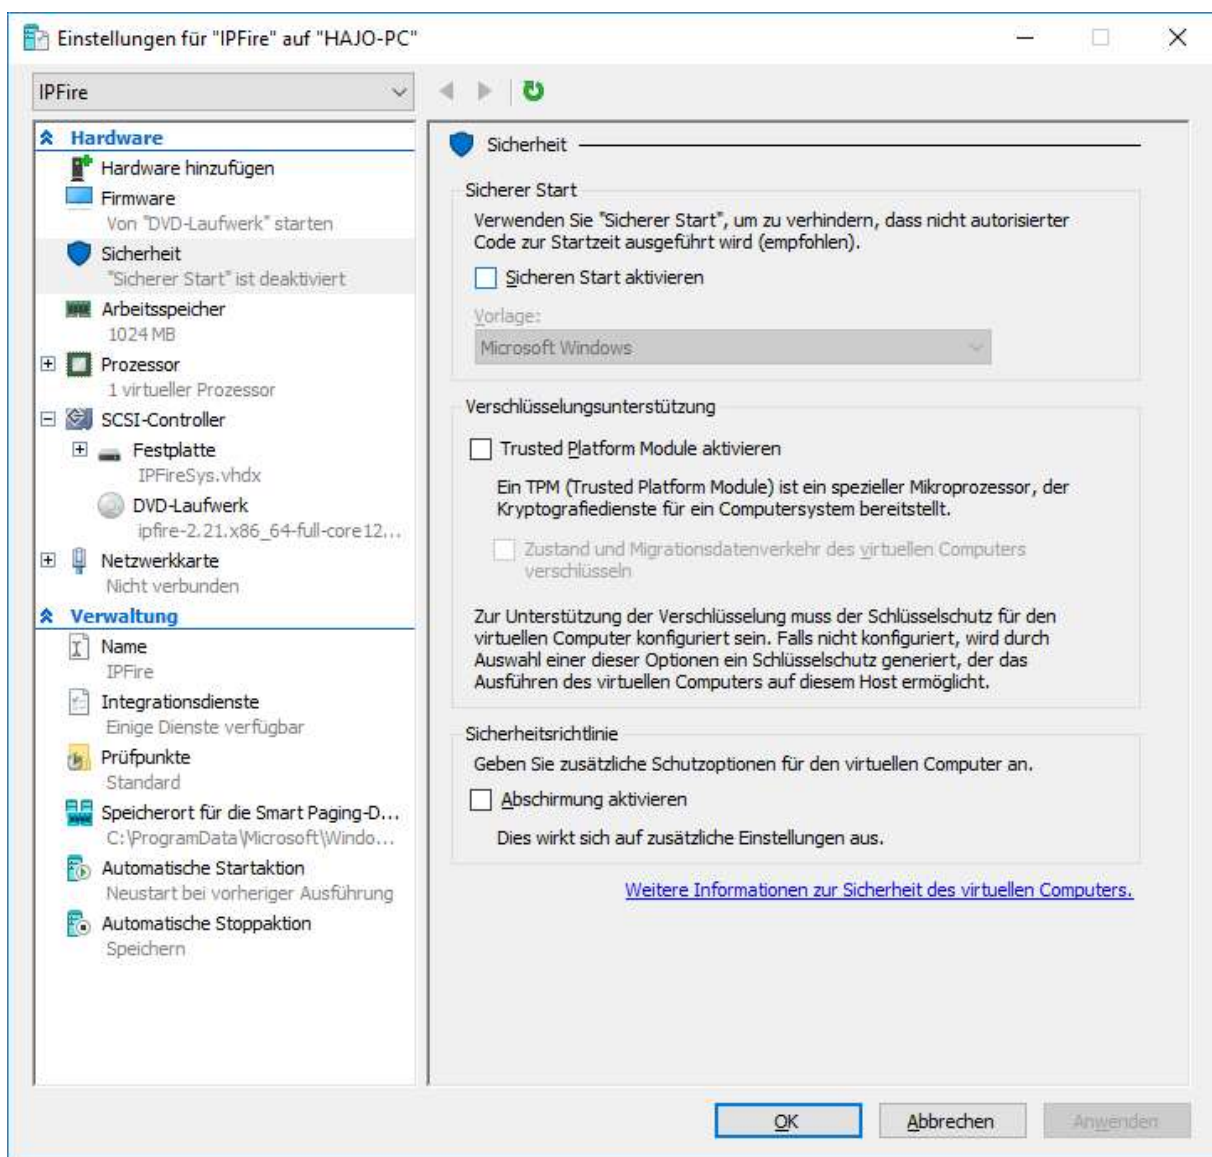 Einstellungen für "IPFire" auf "HAJO-PC"
IPFire
Hardware
Hardware hinzufügen
Firmware
Von "DVD-Laufwerk" starten
Sicherheit
"Sicherer Start" ist deaktiviert
Arbeitsspeicher
1024 MB
Prozessor
1 virtueller Prozessor
SCSI-Controller
Festplatte
IPFireSys.vhdx
DVD-Laufwerk
ipfire-2.21.x86_64-full-core12...
Netzwerkkarte
Nicht verbunden
Verwaltung
Name
IPFire
Integrationsdienste
Einige Dienste verfügbar
Prüfpunkte
Standard
Speicherort für die Smart Paging-D...
C:\ProgramData\Microsoft\Windo...
Automatische Startaktion
Neustart bei vorheriger Ausführung
Automatische Stoppaktion
Speichern
Sicherheit
Sicherer Start
Verwenden Sie "Sicherer Start", um zu verhindern, dass nicht autorisierter
Code zur Startzeit ausgeführt wird (empfohlen).
Sicheren Start aktivieren
Vorlage:
Microsoft Windows
Verschlüsselungsunterstützung
Trusted Platform Module aktivieren
Ein TPM (Trusted Platform Module) ist ein spezieller Mikroprozessor, der
Kryptografiedienste für ein Computersystem bereitstellt.
Zustand und Migrationsdatenverkehr des virtuellen Computers
verschlüsseln
Zur Unterstützung der Verschlüsselung muss der Schlüsselschutz für den
virtuellen Computer konfiguriert sein. Falls nicht konfiguriert, wird durch
Auswahl einer dieser Optionen ein Schlüsselschutz generiert, der das
Ausführen des virtuellen Computers auf diesem Host ermöglicht.
Sicherheitsrichtlinie
Geben Sie zusätzliche Schutzoptionen für den virtuellen Computer an.
Abschirmung aktivieren
Dies wirkt sich auf zusätzliche Einstellungen aus.
Weitere Informationen zur Sicherheit des virtuellen Computers.
OK
Abbrechen
Anwenden